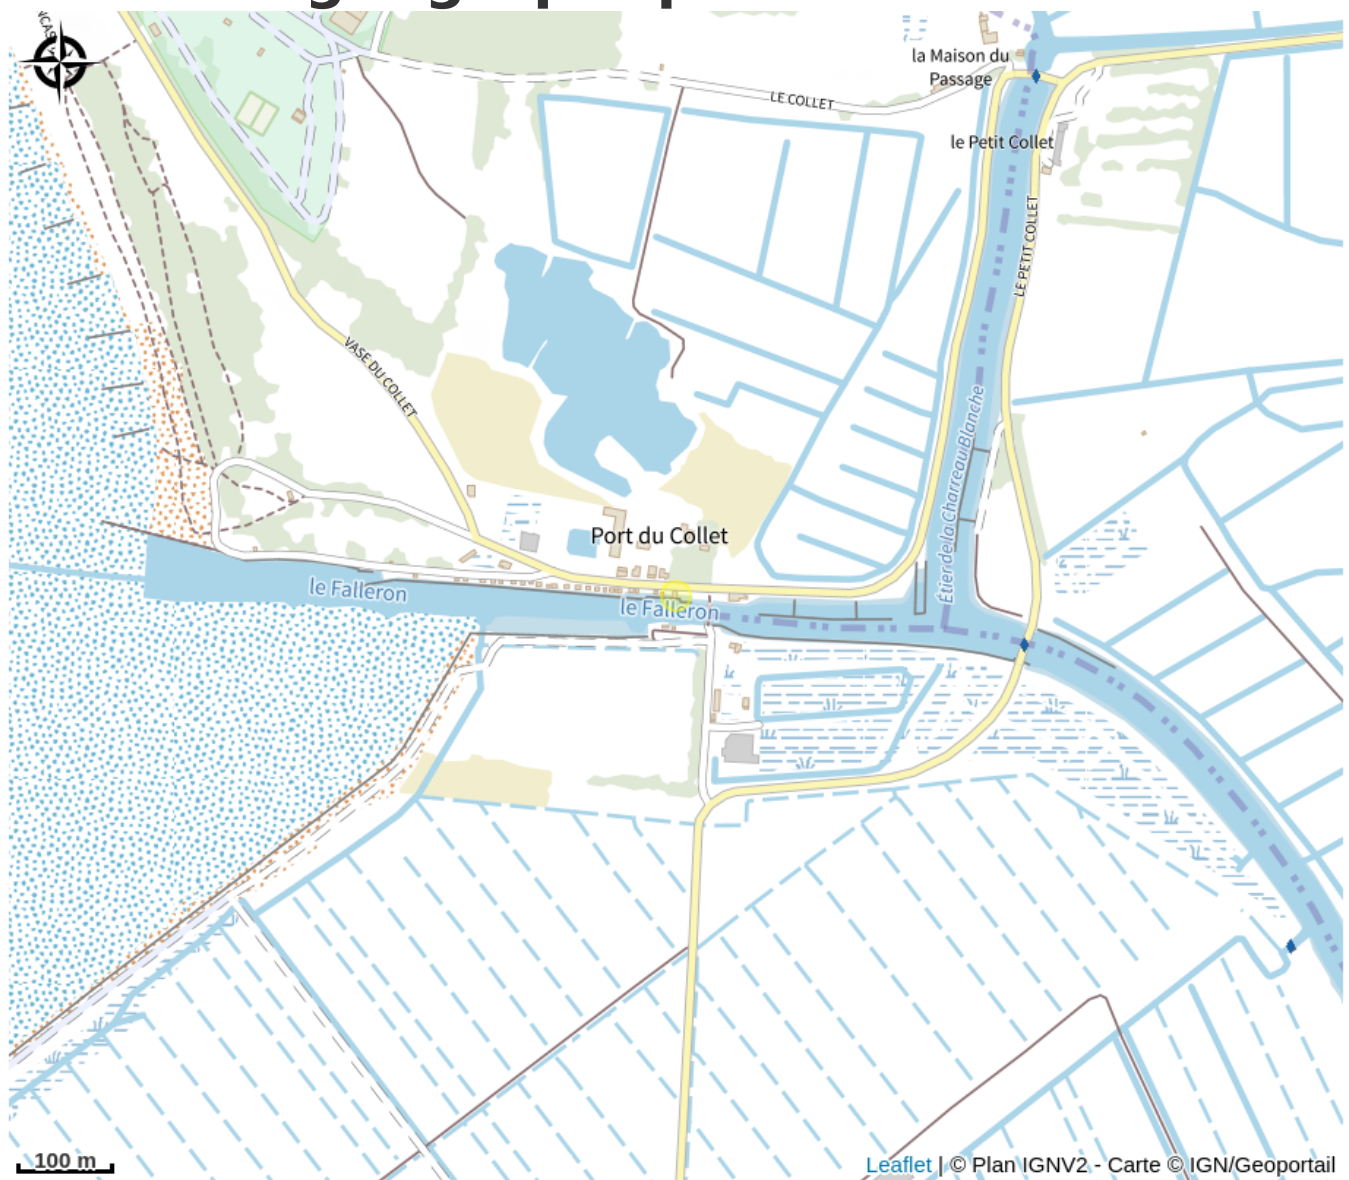 la Maison du
Passage
LE COLLET
le Petit Collet
LE PETIT COLLET
VASE DU COLLET
Étier de la Charreau Blanche
Port du Collet
le Falleron
le Falleron
100 m
Leaflet | © Plan IGNV2 - Carte © IGN/Geoportail